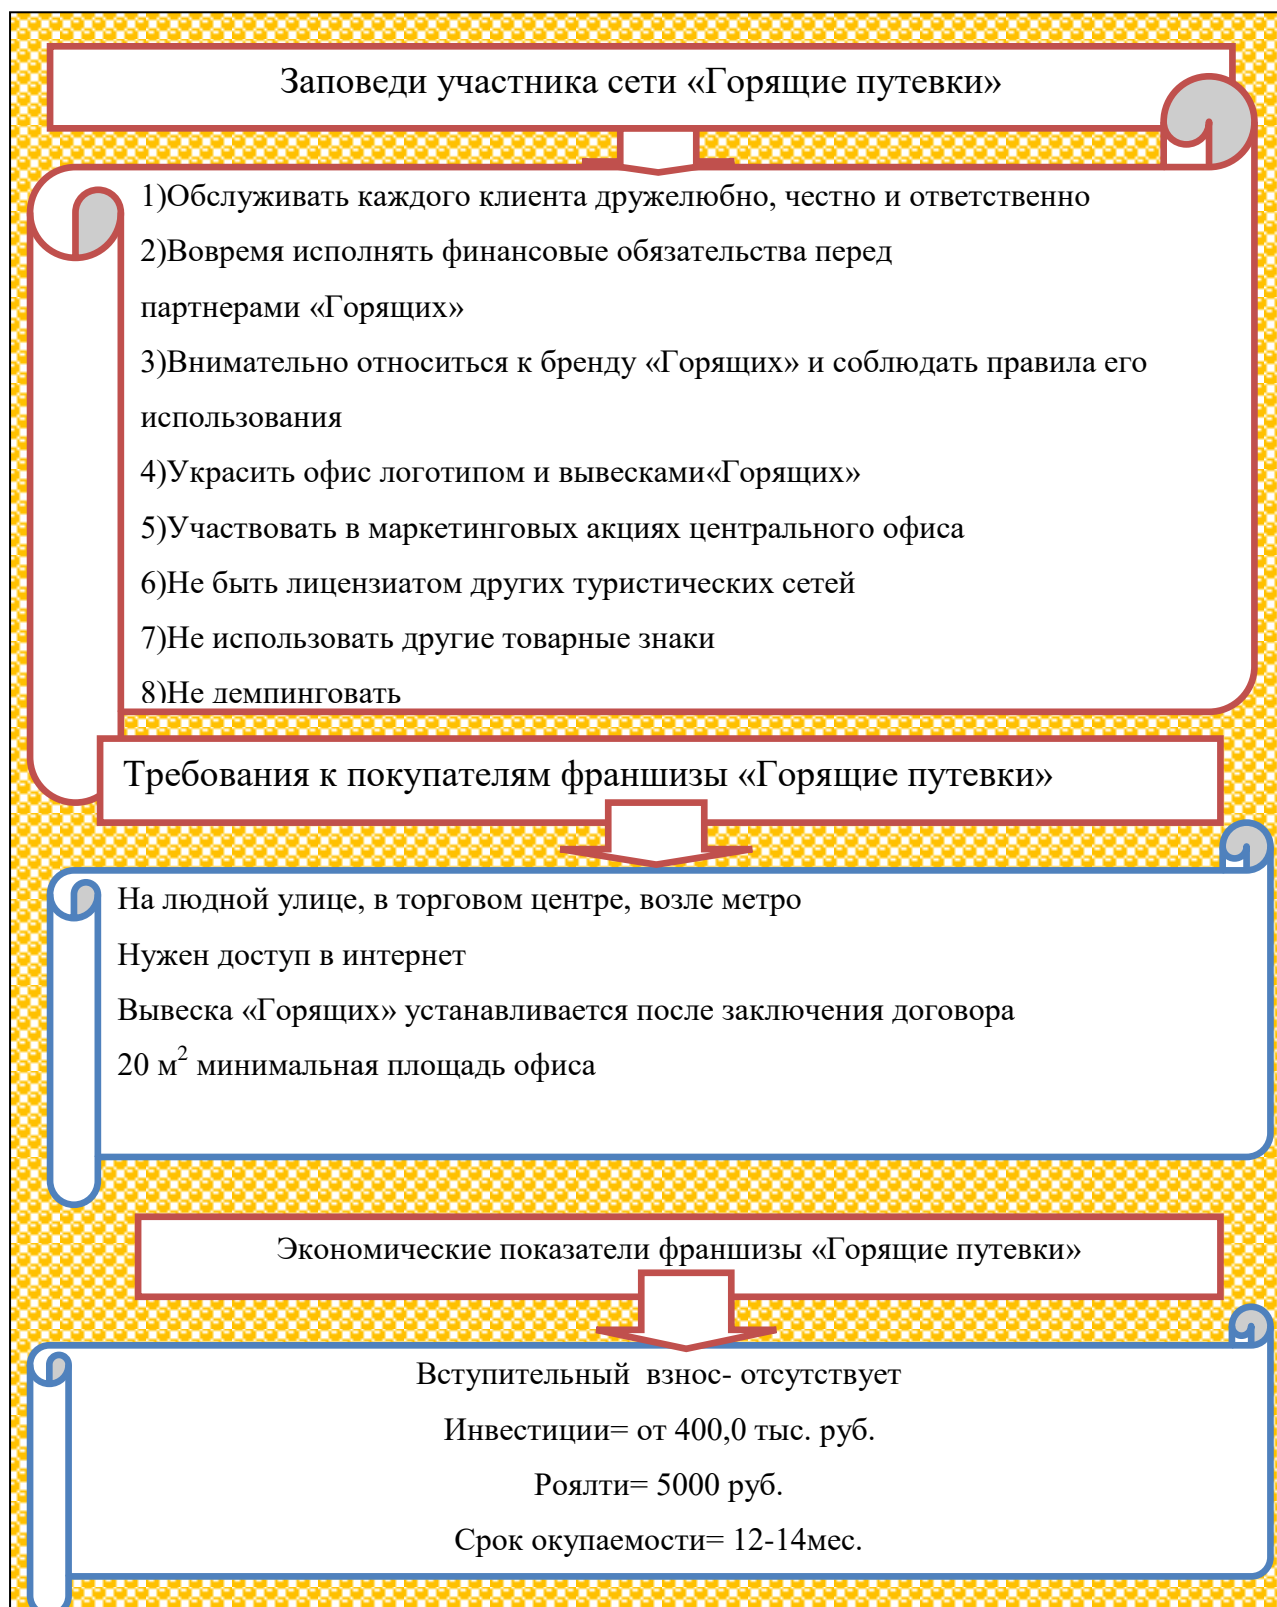 Заповеди участника сети «Горящие путевки»
1)Обслуживать каждого клиента дружелюбно, честно и ответственно
2)Вовремя исполнять финансовые обязательства перед
партнерами «Горящих»
3)Внимательно относиться к бренду «Горящих» и соблюдать правила его
использования
4)Украсить офис логотипом и вывесками«Горящих»
5)Участвовать в маркетинговых акциях центрального офиса
6)Не быть лицензиатом других туристических сетей
7)Не использовать другие товарные знаки
8)Не демпинговать
Требования к покупателям франшизы «Горящие путевки»
На людной улице, в торговом центре, возле метро
Нужен доступ в интернет
Вывеска «Горящих» устанавливается после заключения договора
20 м² минимальная площадь офиса
Экономические показатели франшизы «Горящие путевки»
Вступительный  взнос- отсутствует
Инвестиции= от 400,0 тыс. руб.
Роялти= 5000 руб.
Срок окупаемости= 12-14мес.